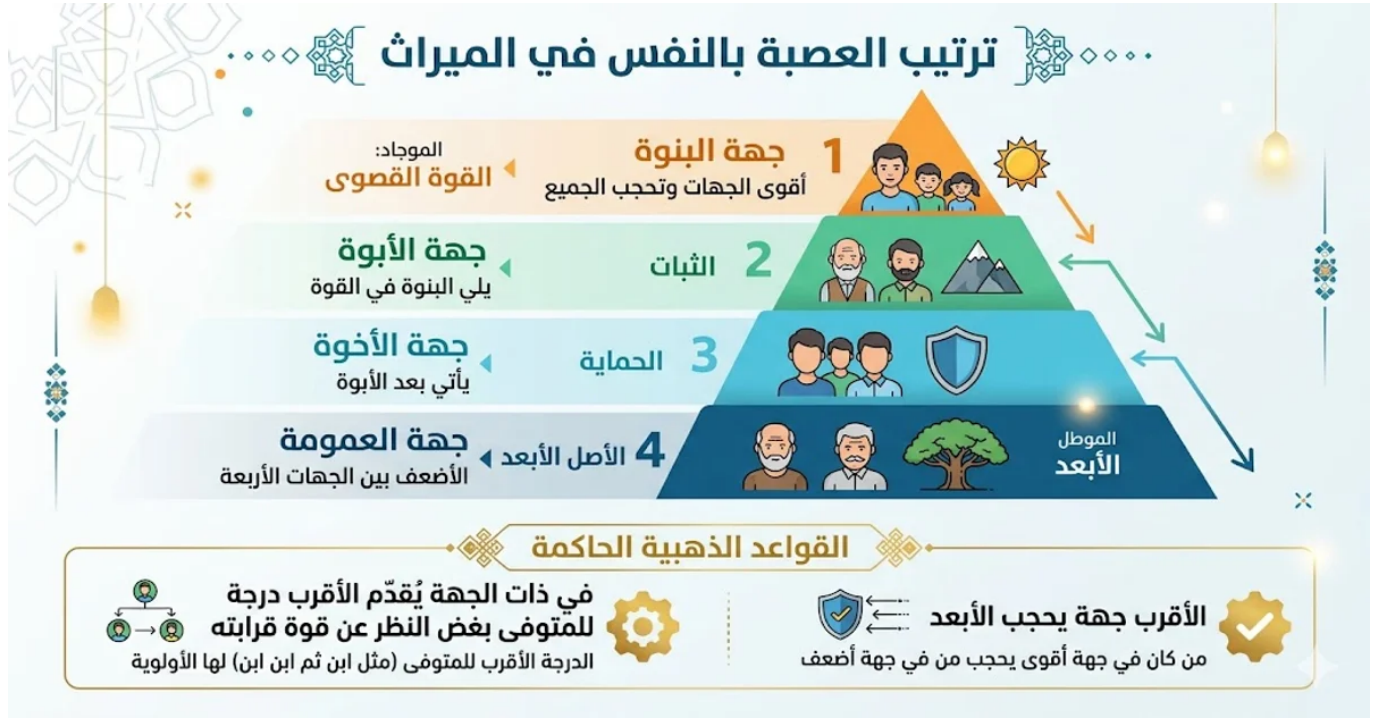 ترتيب العصبة بالنفس في الميراث
1 جهة البنوة
أقوى الجهات وتحجب الجميع
الموجاد:
القوة القصوى
2 الثبات
جهة الأبوة
يلي البنوة في القوة
3 الحماية
جهة الأخوة
يأتي بعد الأبوة
الموطل
الأبعد
4 الأصل الأبعد
جهة العمومة
الأضعف بين الجهات الأربعة
القواعد الذهبية الحاكمة
الأقرب جهة يحجب الأبعد
من كان في جهة أقوى يحجب من في جهة أضعف
في ذات الجهة يُقدّم الأقرب درجة
للمتوفى بغض النظر عن قوة قرابته
الدرجة الأقرب للمتوفى (مثل ابن ثم ابن ابن) لها الأولوية